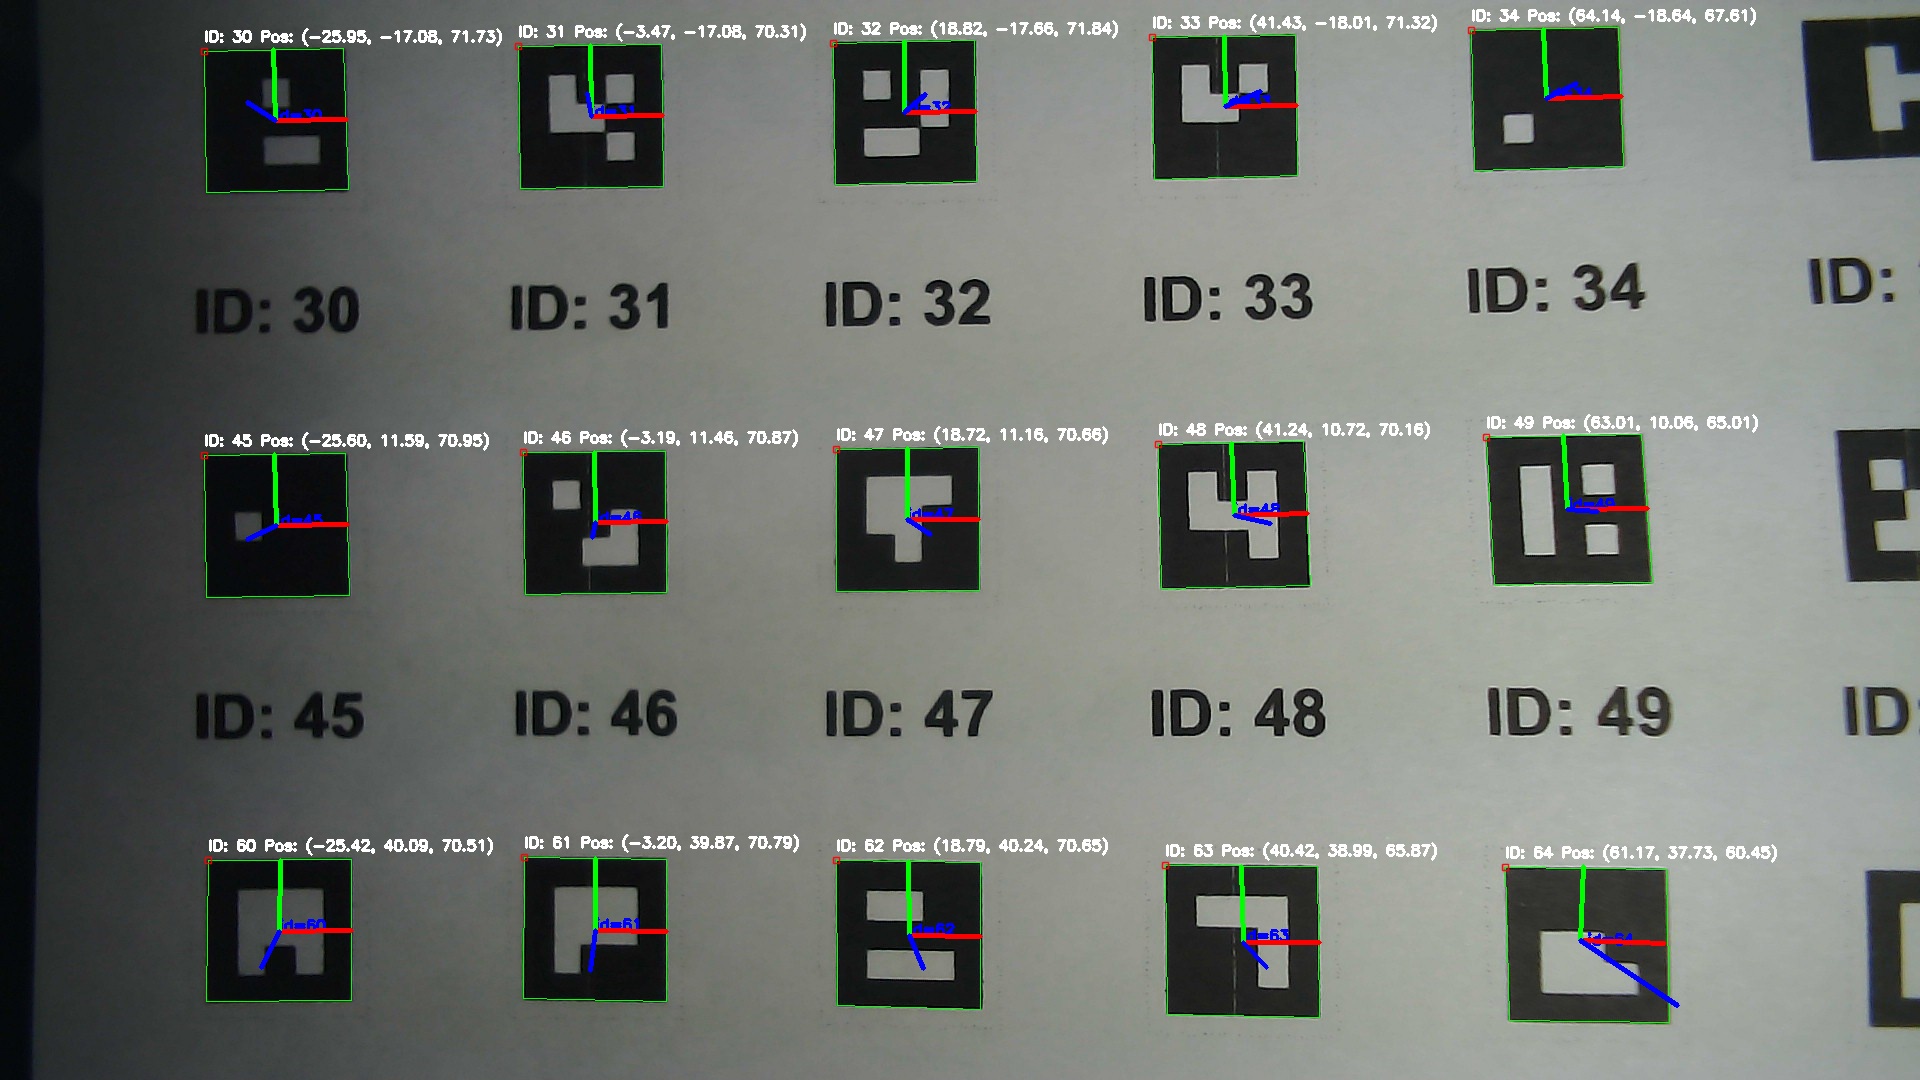 ID: 30 Pos: (-25.95, -17.08, 71.73) ID: 31 Pos: (-3.47, -17.08, 70.31) ID: 32 Pos: (18.82, -17.66, 71.84) ID: 33 Pos: (41.43, -18.01, 71.32) ID: 34 Pos: (64.14, -18.64, 67.61)
id=30 id=31 id=32
ID: 30 ID: 31 ID: 32 ID: 33 ID: 34 ID:
ID: 45 Pos: (-25.60, 11.59, 70.95) ID: 46 Pos: (-3.19, 11.46, 70.87) ID: 47 Pos: (18.72, 11.16, 70.66) ID: 48 Pos: (41.24, 10.72, 70.16) ID: 49 Pos: (63.01, 10.06, 65.01)
id=45 id=46 id=47 id=48 id=49
ID: 45 ID: 46 ID: 47 ID: 48 ID: 49 ID:
ID: 60 Pos: (-25.42, 40.09, 70.51) ID: 61 Pos: (-3.20, 39.87, 70.79) ID: 62 Pos: (18.79, 40.24, 70.65) ID: 63 Pos: (40.42, 38.99, 65.87) ID: 64 Pos: (61.17, 37.73, 60.45)
id=60 id=61 id=62 id=63 id=64